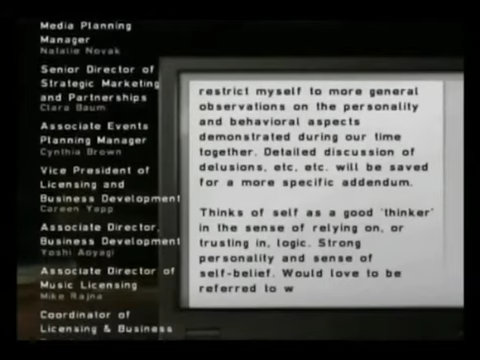 Media Planning
Manager
Natalie Novak
Senior Director of
Strategic Marketing
and Partnerships
Clara Baum
Associate Events
Planning Manager
Cynthia Brown
Vice President of
Licensing and
Business Development
Careen Yapp
Associate Director,
Business Development
Yoshi Aoyagi
Associate Director of
Music Licensing
Mike Rajna
Coordinator of
Licensing & Business
restrict myself to more general
observations on the personality
and behavioral aspects
demonstrated during our time
together. Detailed discussion of
delusions, etc, etc. will be saved
for a more specific addendum.
Thinks of self as a good 'thinker'
in the sense of relying on, or
trusting in, logic. Strong
personality and sense of
self-belief. Would love to be
referred to w